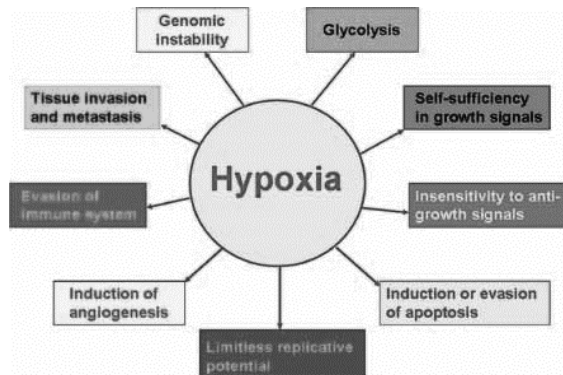 Genomic
instability
Glycolysis
Tissue invasion
and metastasis
Self-sufficiency
in growth signals
Hypoxia
Evasion of
immune system
Insensitivity to anti-
growth signals
Induction of
angiogenesis
Induction or evasion
of apoptosis
Limitless replicative
potential